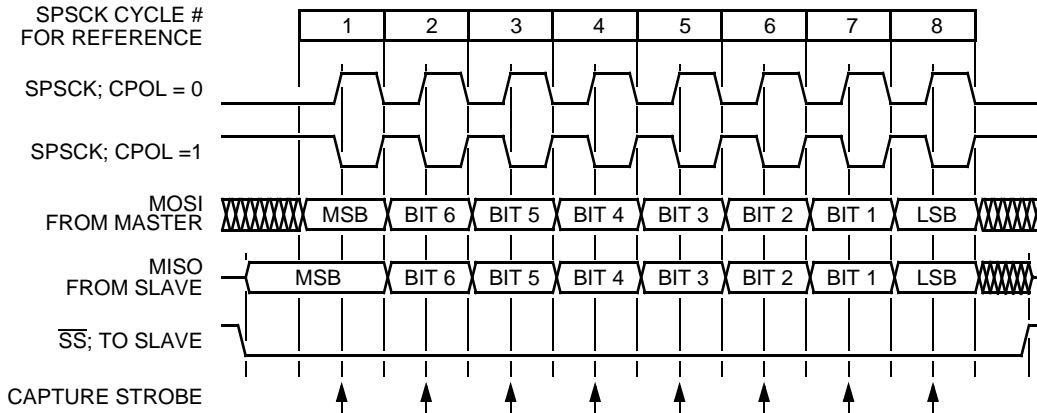 SPSCK CYCLE #
FOR REFERENCE
1 2 3 4 5 6 7 8
SPSCK; CPOL = 0
SPSCK; CPOL =1
MOSI
FROM MASTER
MSB BIT 6 BIT 5 BIT 4 BIT 3 BIT 2 BIT 1 LSB
MISO
FROM SLAVE
MSB BIT 6 BIT 5 BIT 4 BIT 3 BIT 2 BIT 1 LSB
S̅S̅; TO SLAVE
CAPTURE STROBE